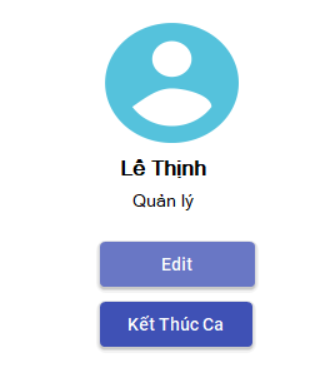 Lê Thịnh
Quản lý
Edit
Kết Thúc Ca